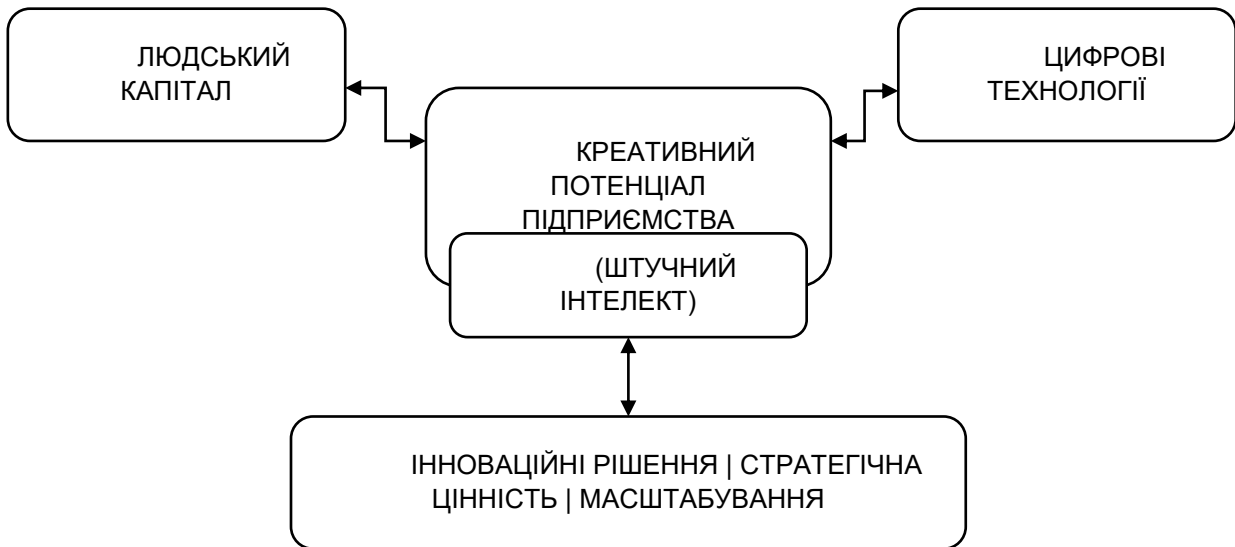 ЛЮДСЬКИЙ
КАПІТАЛ
ЦИФРОВІ
ТЕХНОЛОГІЇ
КРЕАТИВНИЙ
ПОТЕНЦІАЛ
ПІДПРИЄМСТВА
(ШТУЧНИЙ
ІНТЕЛЕКТ)
ІННОВАЦІЙНІ РІШЕННЯ | СТРАТЕГІЧНА
ЦІННІСТЬ | МАСШТАБУВАННЯ